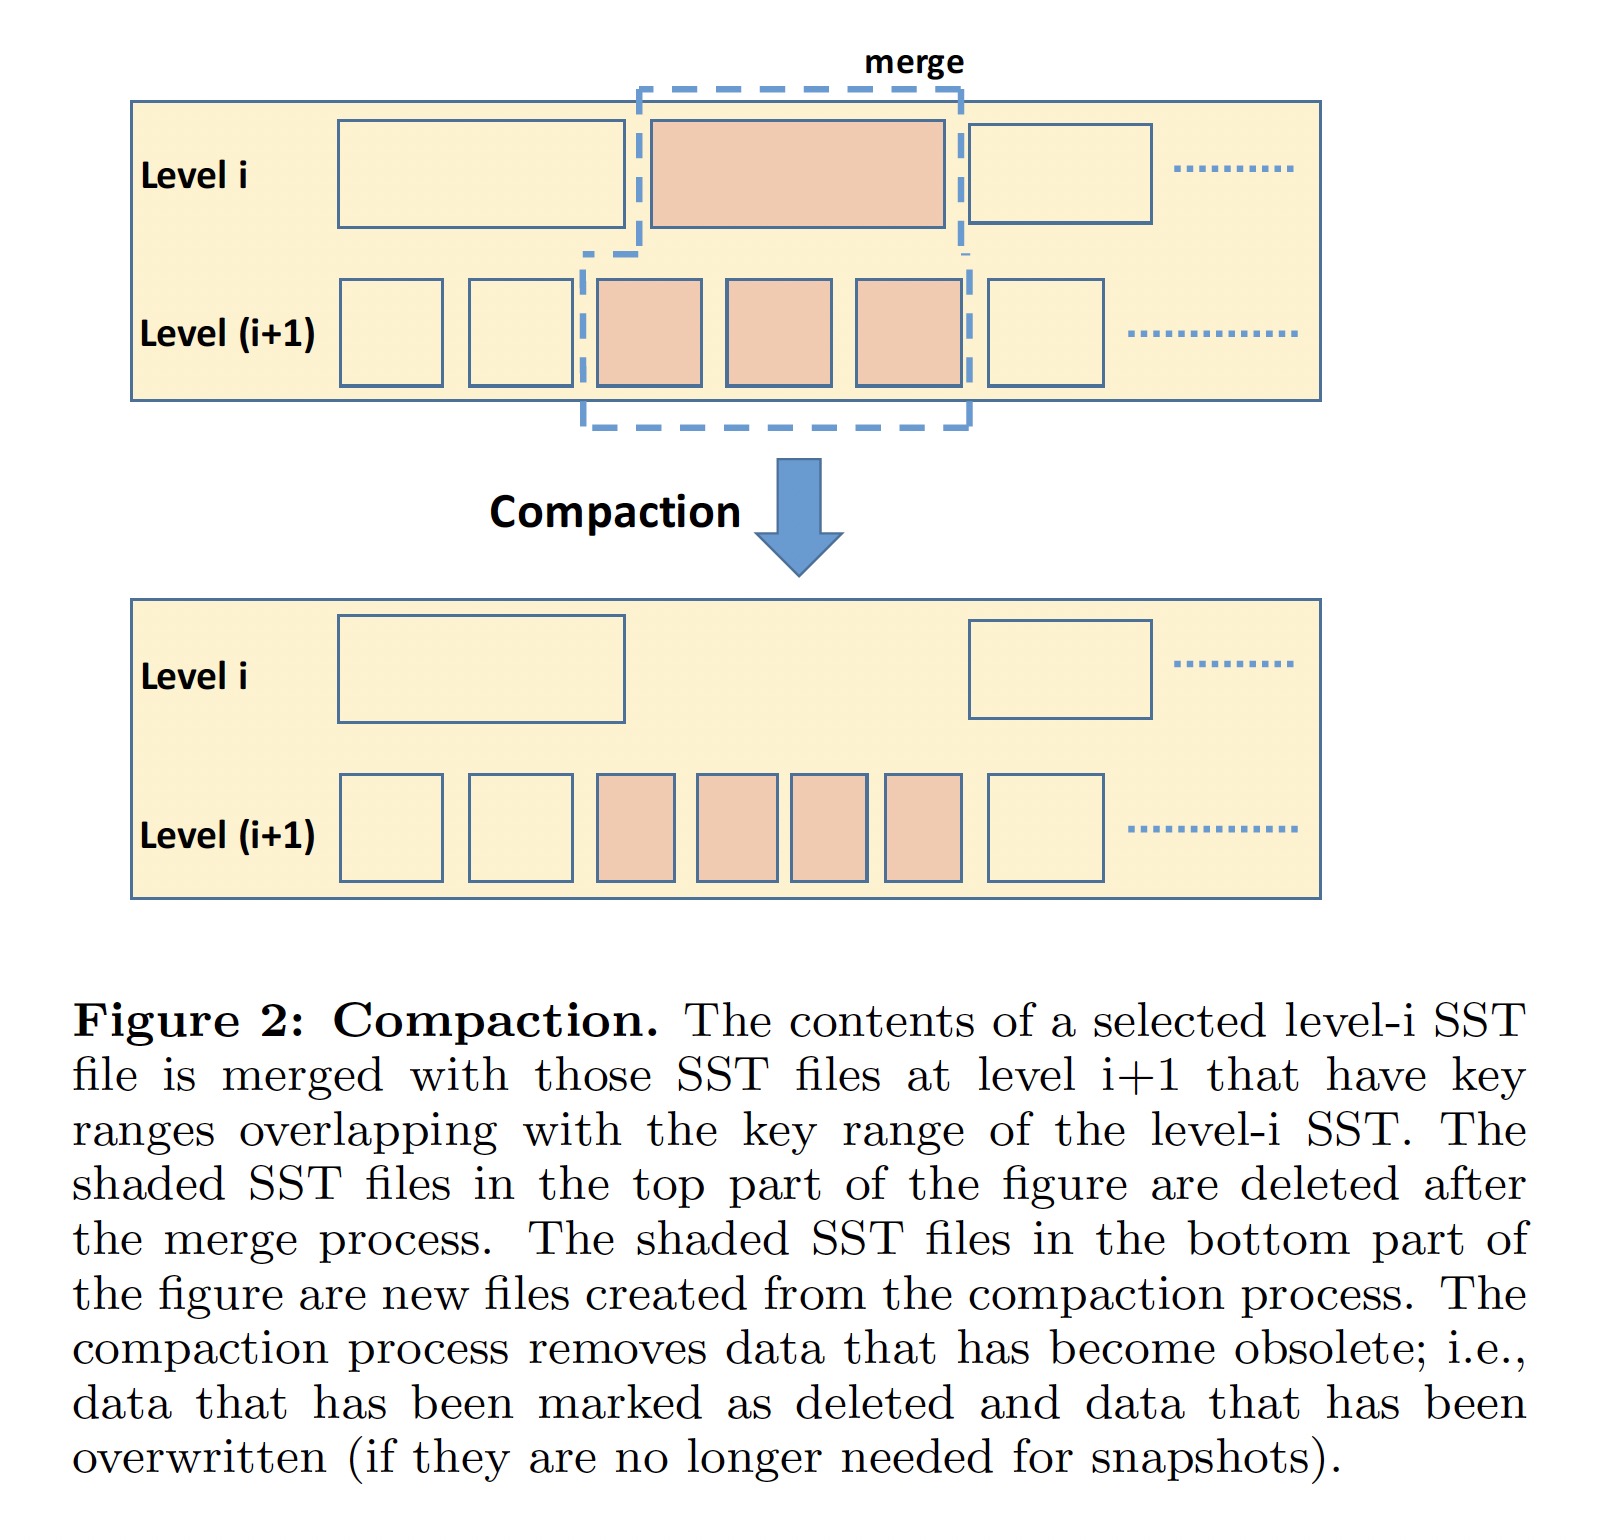 merge
Level i
Level (i+1)
Compaction
Level i
Level (i+1)
Figure 2: Compaction. The contents of a selected level-i SST
file is merged with those SST files at level i+1 that have key
ranges overlapping with the key range of the level-i SST. The
shaded SST files in the top part of the figure are deleted after
the merge process. The shaded SST files in the bottom part of
the figure are new files created from the compaction process. The
compaction process removes data that has become obsolete; i.e.,
data that has been marked as deleted and data that has been
overwritten (if they are no longer needed for snapshots).